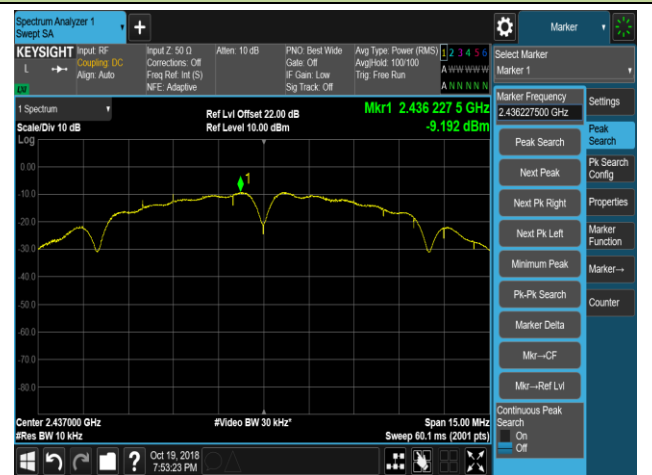 Spectrum Analyzer 1
Swept SA
Marker
KEYSIGHT
L
LXI
Input: RF
Coupling: DC
Align: Auto
Input Z: 50 Ω
Corrections: Off
Freq Ref: Int (S)
NFE: Adaptive
Atten: 10 dB
PNO: Best Wide
Gate: Off
IF Gain: Low
Sig Track: Off
Avg Type: Power (RMS)
Avg|Hold: 100/100
Trig: Free Run
1 2 3 4 5 6
A W W W W W
A N N N N N
Select Marker
Marker 1
1 Spectrum
Scale/Div 10 dB
Log
Ref Lvl Offset 22.00 dB
Ref Level 10.00 dBm
Mkr1 2.436 227 5 GHz
-9.192 dBm
1
0.00
-10.0
-20.0
-30.0
-40.0
-50.0
-60.0
-70.0
-80.0
Center 2.437000 GHz
#Res BW 10 kHz
#Video BW 30 kHz*
Span 15.00 MHz
Sweep 60.1 ms (2001 pts)
Marker Frequency
2.436227500 GHz
Peak Search
Next Peak
Next Pk Right
Next Pk Left
Minimum Peak
Pk-Pk Search
Marker Delta
Mkr→CF
Mkr→Ref Lvl
Continuous Peak
Search
On
Off
Settings
Peak
Search
Pk Search
Config
Properties
Marker
Function
Marker→
Counter
?
Oct 19, 2018
7:53:23 PM